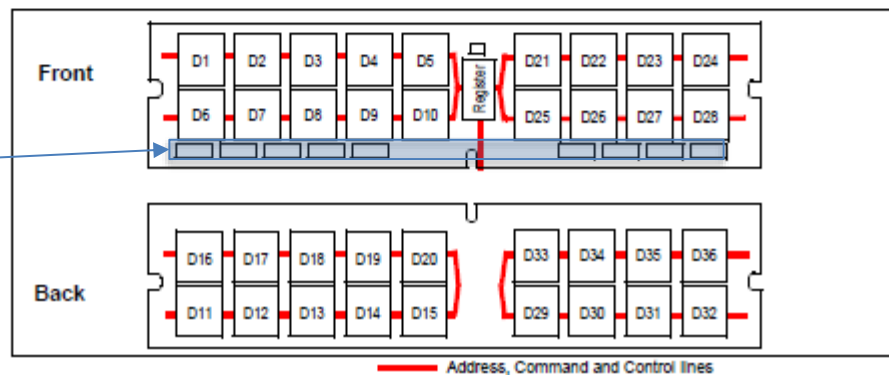 D1 D2 D3 D4 D5 D21 D22 D23 D24
Front
Register
D6 D7 D8 D9 D10 D25 D26 D27 D28
D16 D17 D18 D19 D20 D33 D34 D35 D36
Back
D11 D12 D13 D14 D15 D29 D30 D31 D32
Address, Command and Control lines